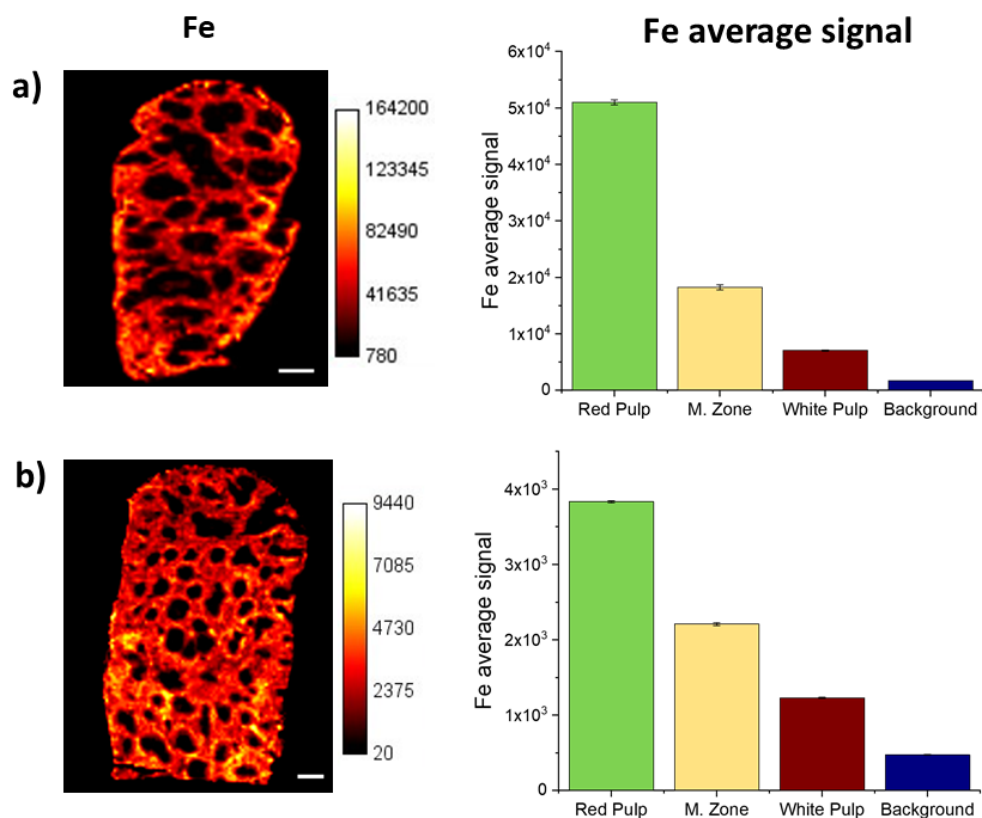 Fe
Fe average signal
a)
164200
123345
82490
41635
780
Fe average signal
6x10⁴
5x10⁴
4x10⁴
3x10⁴
2x10⁴
1x10⁴
0
Red Pulp M. Zone White Pulp Background
b)
9440
7085
4730
2375
20
Fe average signal
4x10³
3x10³
2x10³
1x10³
0
Red Pulp M. Zone White Pulp Background